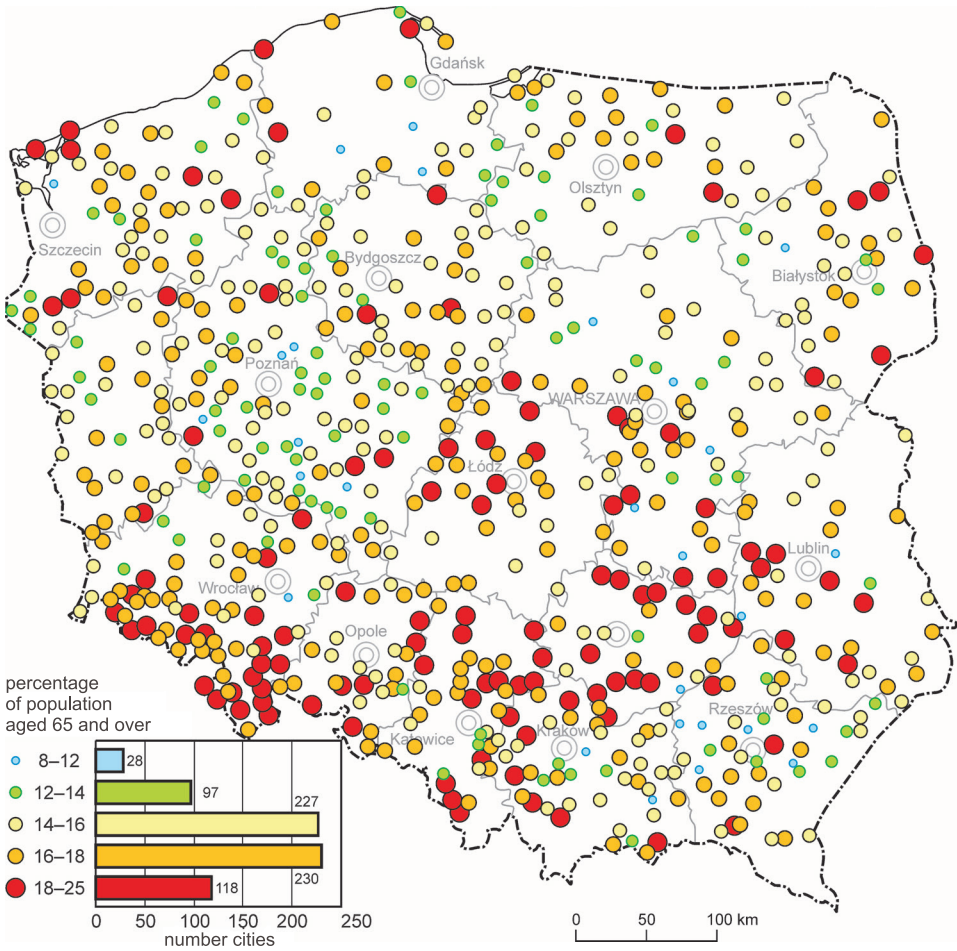 Gdańsk
Olsztyn
Szczecin
Bydgoszcz
Białystok
Poznań
WARSZAWA
Łódź
Lublin
Wrocław
Opole
percentage
of population
aged 65 and over
Rzeszów
Katowice
Kraków
8–12
28
12–14
97
227
14–16
16–18
230
18–25
118
0 50 100 150 200 250
number cities
0 50 100 km